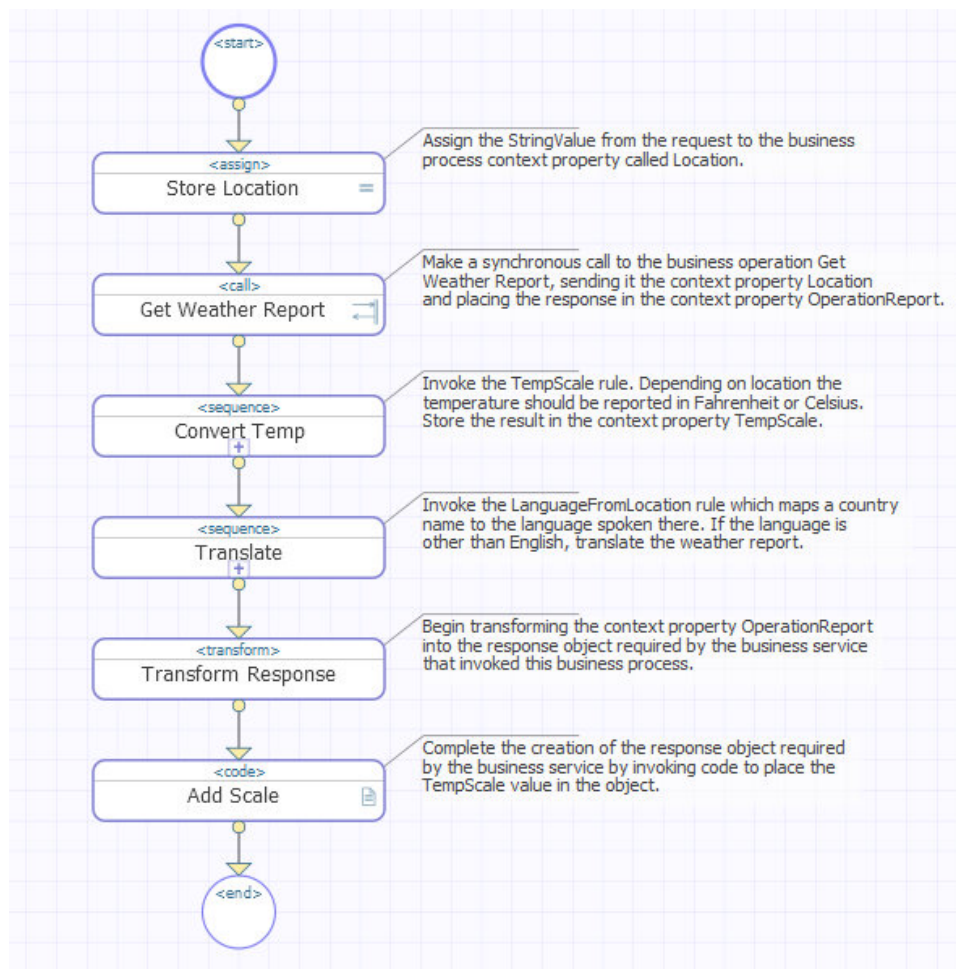 <start>
Assign the StringValue from the request to the business
process context property called Location.
<assign>
Store Location
=
Make a synchronous call to the business operation Get
Weather Report, sending it the context property Location
and placing the response in the context property OperationReport.
<call>
Get Weather Report
Invoke the TempScale rule. Depending on location the
temperature should be reported in Fahrenheit or Celsius.
Store the result in the context property TempScale.
<sequence>
Convert Temp
+
Invoke the LanguageFromLocation rule which maps a country
name to the language spoken there. If the language is
other than English, translate the weather report.
<sequence>
Translate
+
Begin transforming the context property OperationReport
into the response object required by the business service
that invoked this business process.
<transform>
Transform Response
Complete the creation of the response object required
by the business service by invoking code to place the
TempScale value in the object.
<code>
Add Scale
<end>